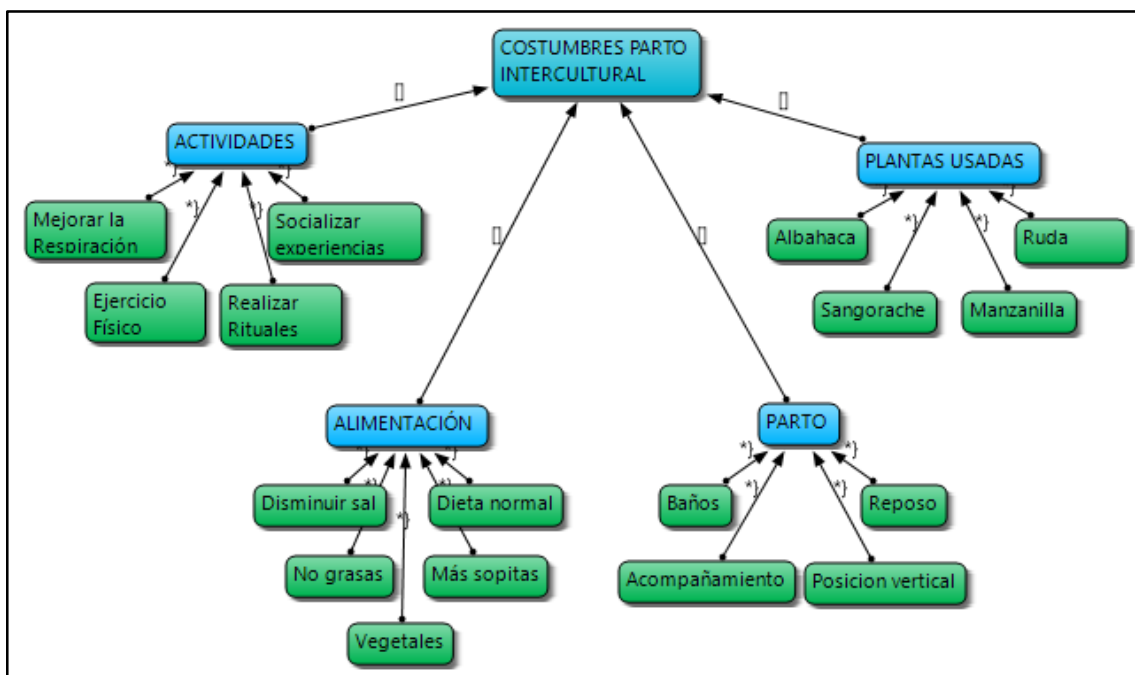 COSTUMBRES PARTO
INTERCULTURAL
[]
[]
ACTIVIDADES
PLANTAS USADAS
*}
*}
}
}
Mejorar la
Respiración
Socializar
experiencias
*}
*}
Albahaca
Ruda
*}
*}
[]
[]
Ejercicio
Físico
Realizar
Rituales
Sangorache
Manzanilla
ALIMENTACIÓN
PARTO
*}
*}
*}
*}
Disminuir sal
*}
*}
Dieta normal
Baños
*}
*}
Reposo
*}
No grasas
Más sopitas
Acompañamiento
Posicion vertical
Vegetales